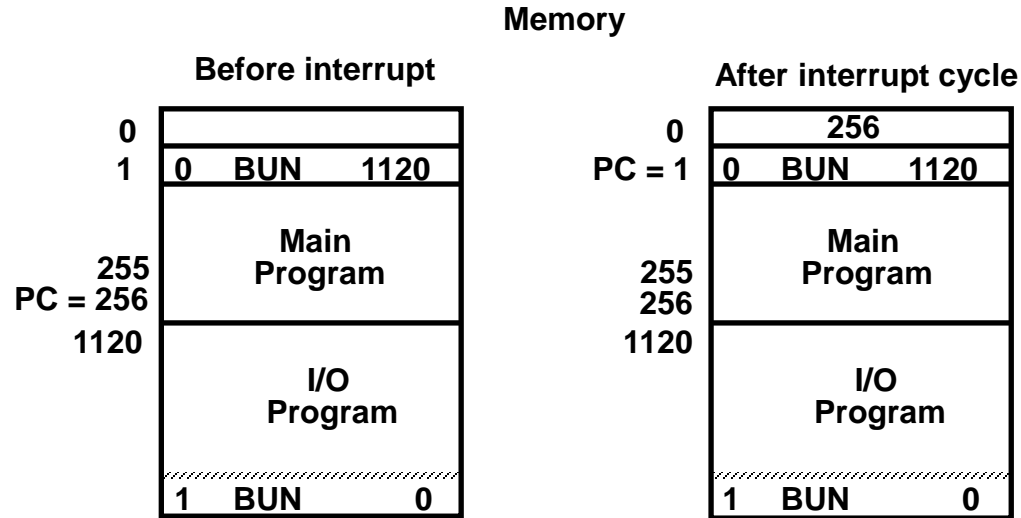 Memory
Before interrupt
0
1 0 BUN 1120
Main
Program
255
PC = 256
1120
I/O
Program
1 BUN 0
After interrupt cycle
0 256
PC = 1 0 BUN 1120
Main
Program
255
256
1120
I/O
Program
1 BUN 0